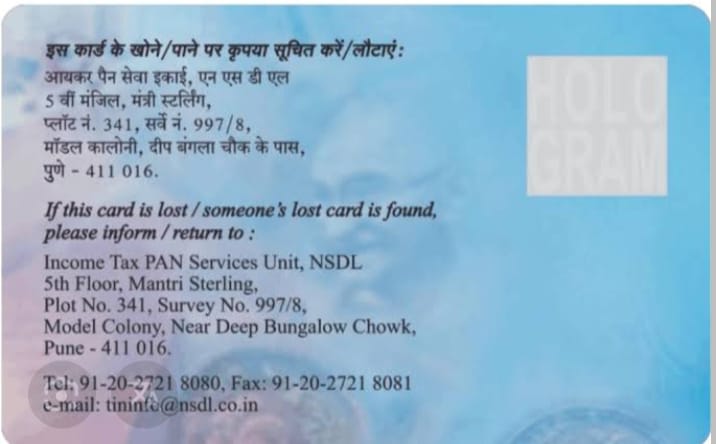 इस कार्ड के खोने/पाने पर कृपया सूचित करें/लौटाएं :
आयकर पैन सेवा इकाई, एन एस डी एल
5 वीं मंजिल, मंत्री स्टर्लिंग,
प्लॉट नं. 341, सर्वे नं. 997/8,
मॉडल कालोनी, दीप बंगला चौक के पास,
पुणे - 411 016.
HOLO
GRAM
If this card is lost / someone's lost card is found,
please inform / return to :
Income Tax PAN Services Unit, NSDL
5th Floor, Mantri Sterling,
Plot No. 341, Survey No. 997/8,
Model Colony, Near Deep Bungalow Chowk,
Pune - 411 016.
Tel: 91-20-2721 8080, Fax: 91-20-2721 8081
e-mail: tininfo@nsdl.co.in